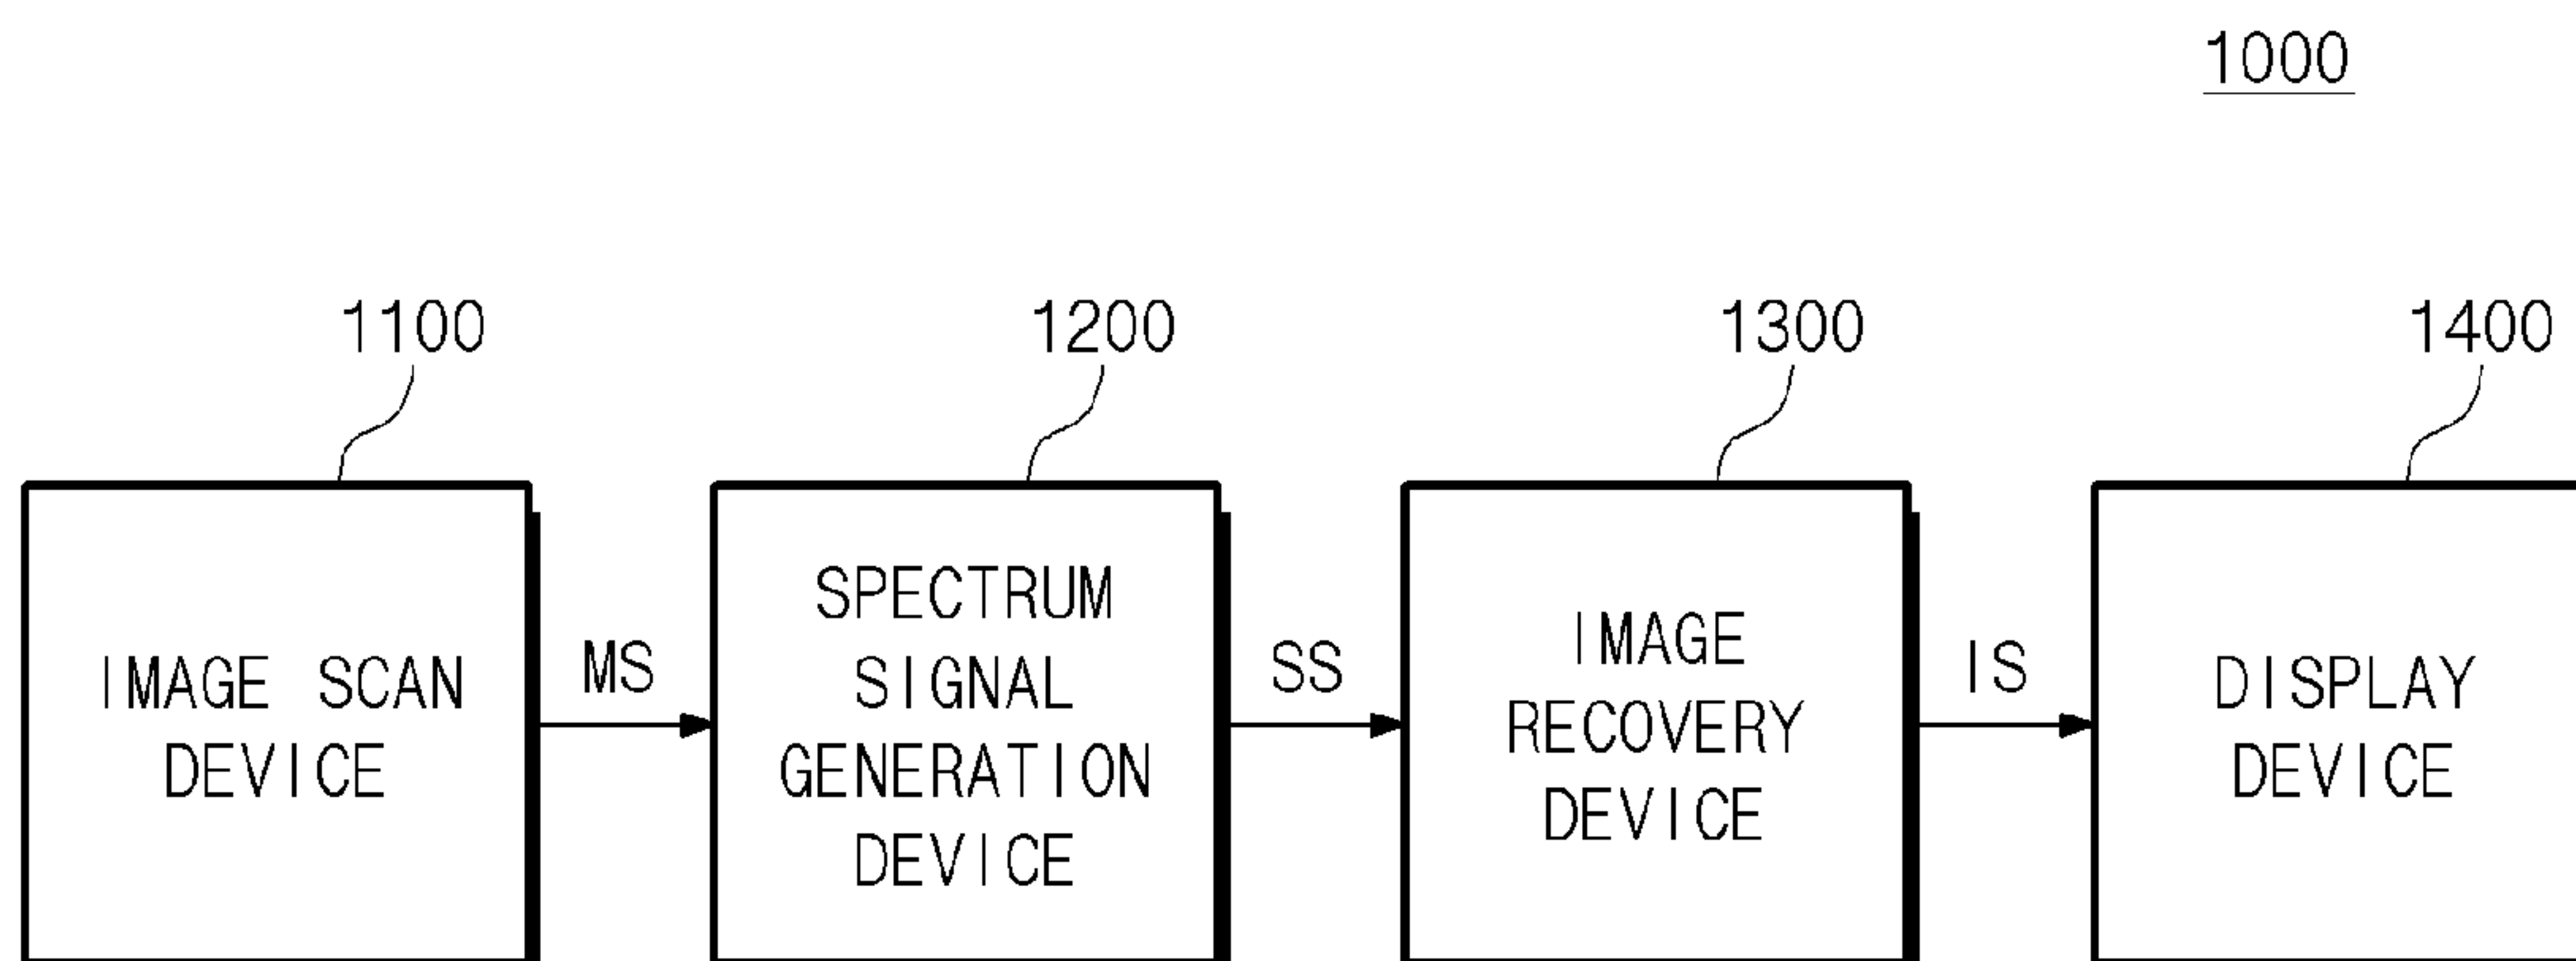 1000
1100
1200
1300
1400
IMAGE SCAN
DEVICE
MS
SPECTRUM
SIGNAL
GENERATION
DEVICE
SS
IMAGE
RECOVERY
DEVICE
IS
DISPLAY
DEVICE